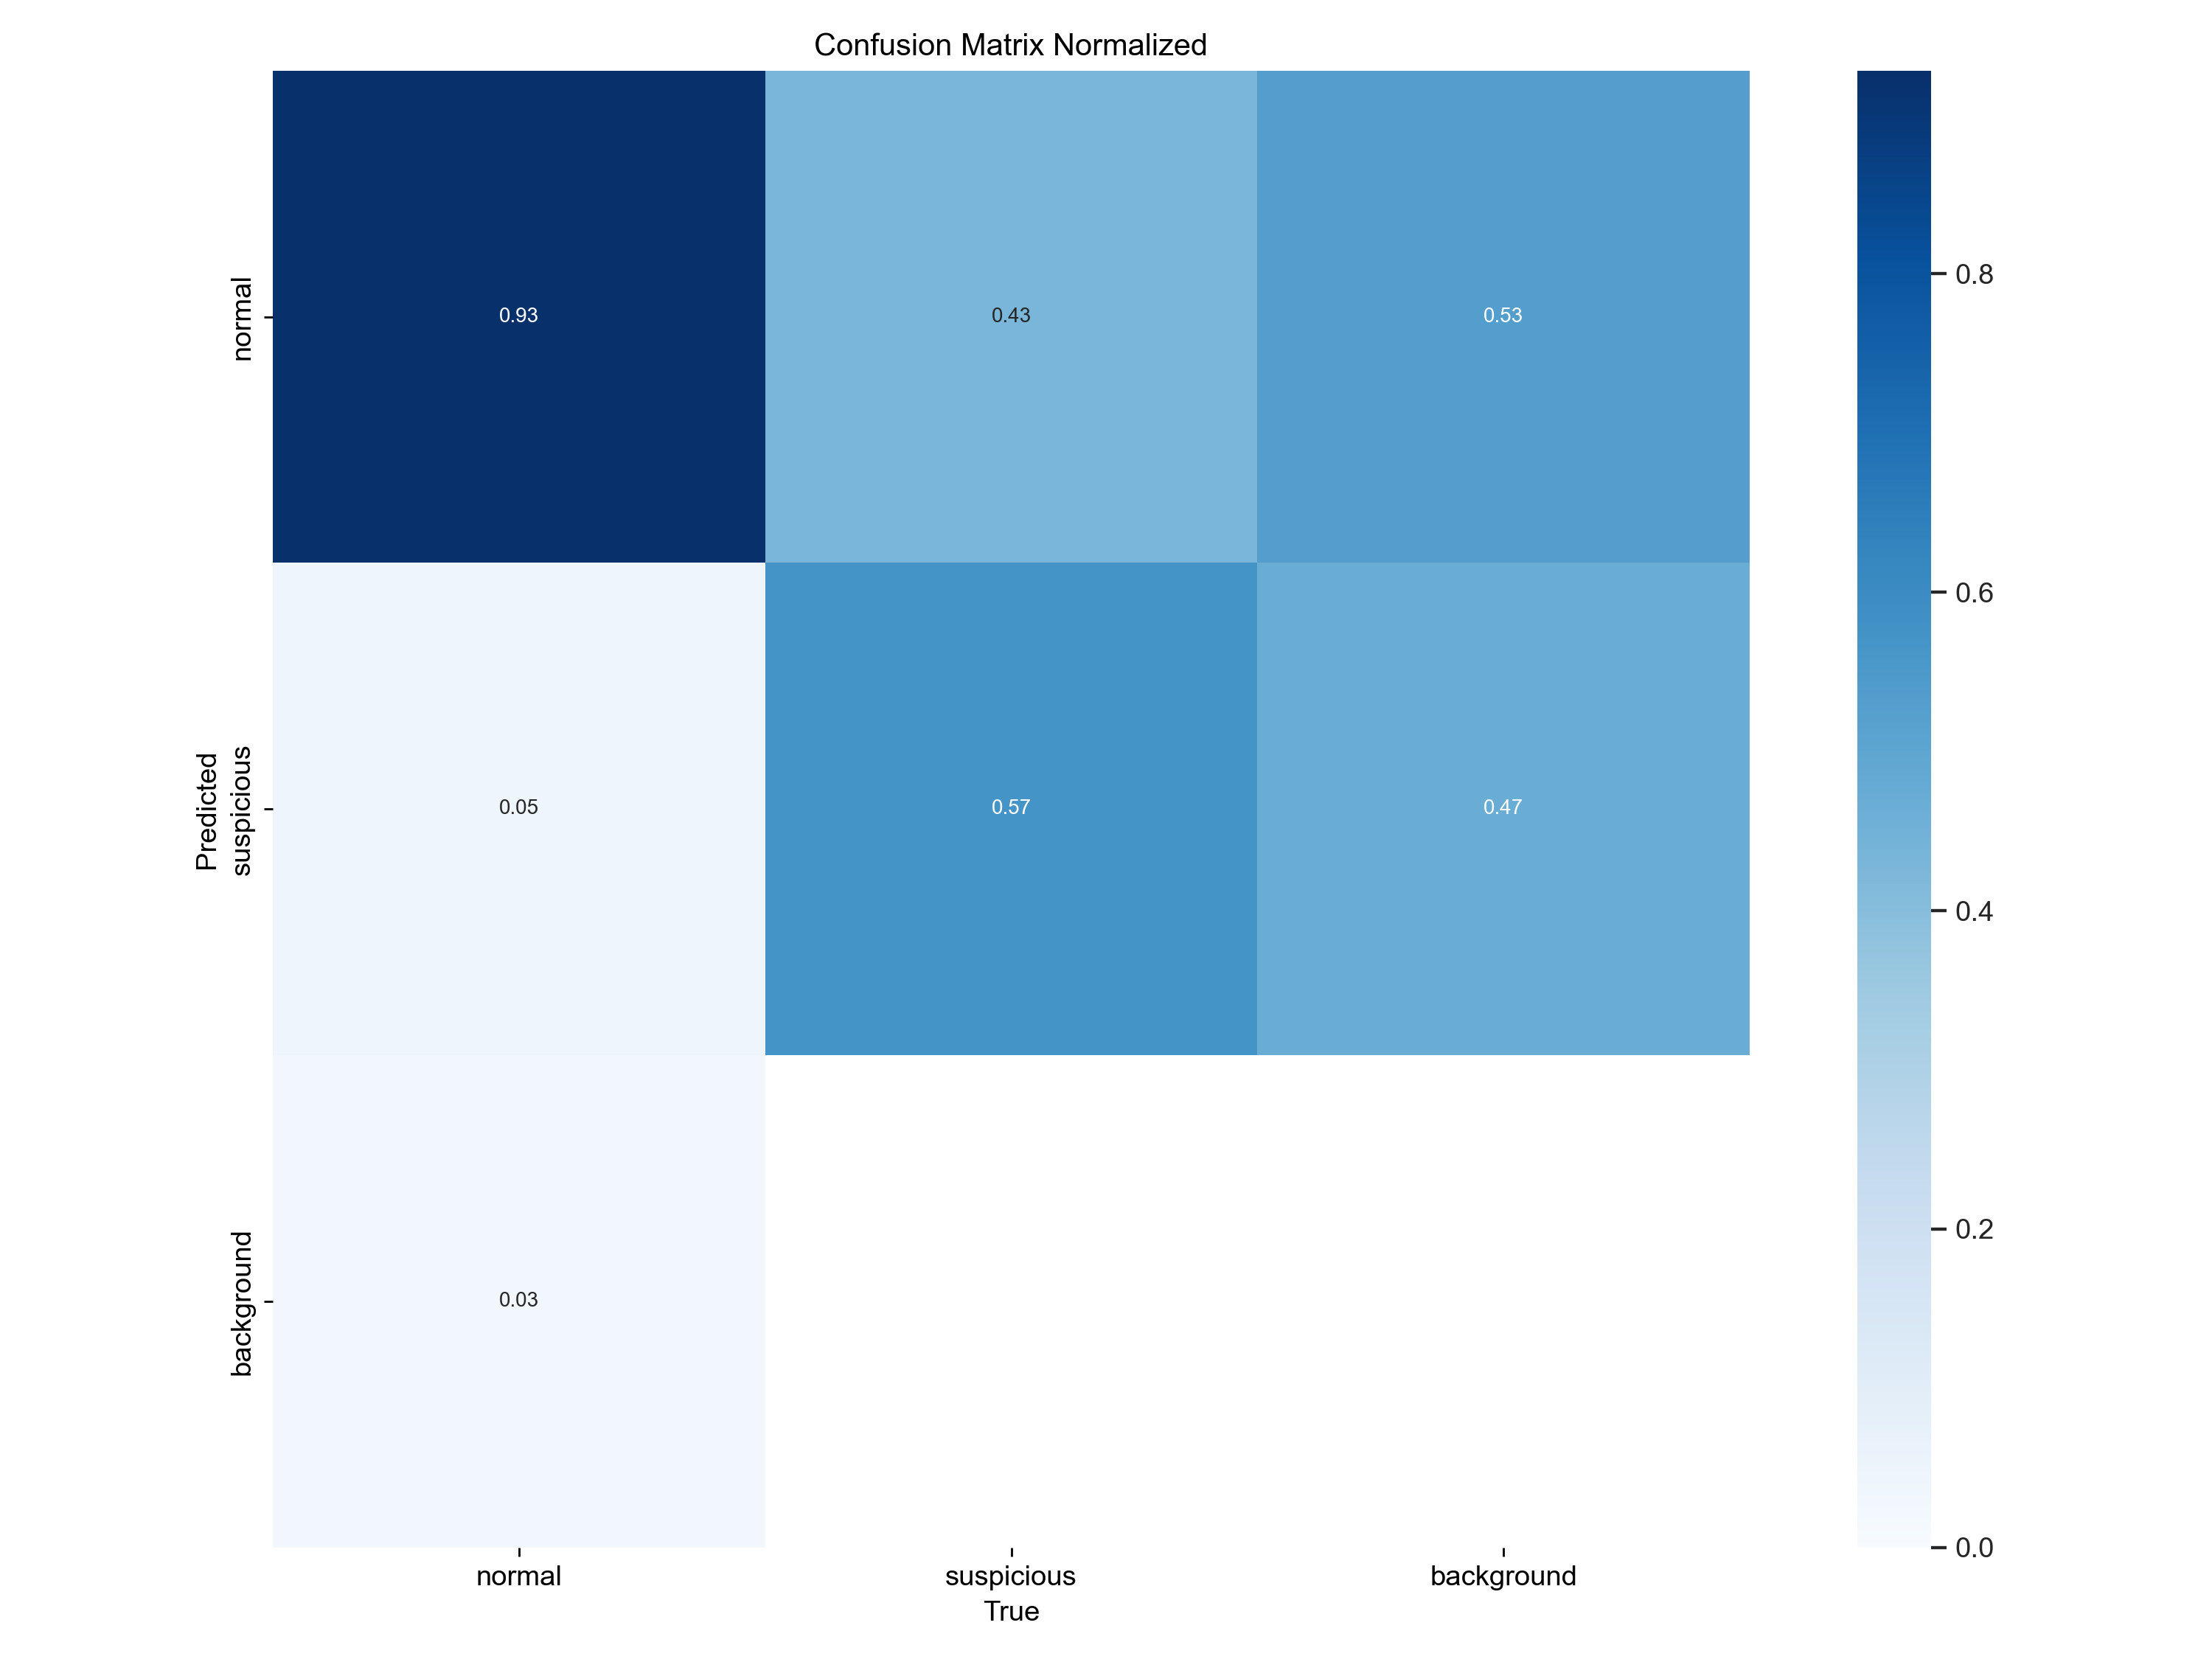 Confusion Matrix Normalized
normal
0.93
0.43
0.53
Predicted
suspicious
0.05
0.57
0.47
background
0.03
normal
suspicious
background
True
0.8
0.6
0.4
0.2
0.0